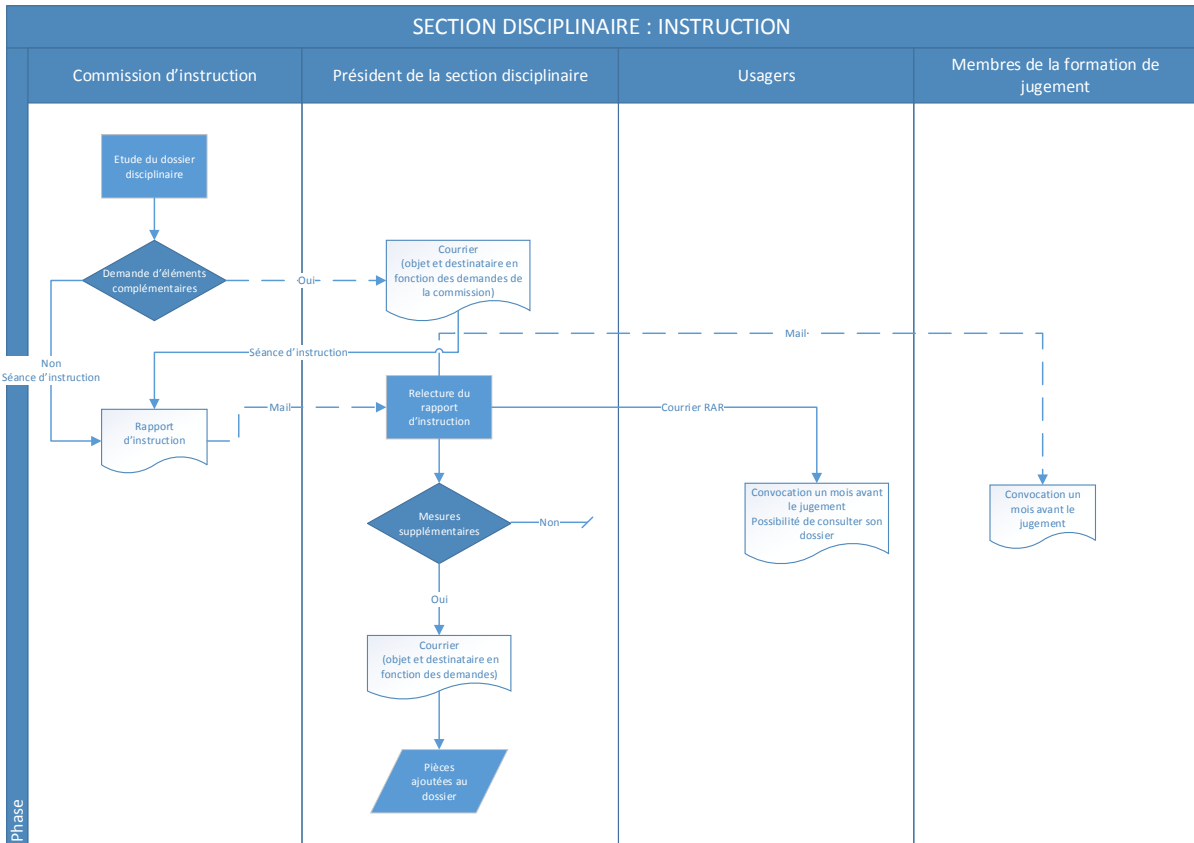 SECTION DISCIPLINAIRE : INSTRUCTION
Commission d'instruction
Président de la section disciplinaire
Usagers
Membres de la formation de
jugement
Etude du dossier
disciplinaire
Demande d'éléments
complémentaires
Oui
Courrier
(objet et destinataire en
fonction des demandes de
la commission)
Mail
Séance d'instruction
Non
Séance d'instruction
Rapport
d'instruction
Mail
Relecture du
rapport
d'instruction
Courrier RAR
Convocation un mois avant
le jugement
Possibilité de consulter son
dossier
Convocation un
mois avant le
jugement
Mesures
supplémentaires
Non
Oui
Courrier
(objet et destinataire en
fonction des demandes)
Pièces
ajoutées au
dossier
Phase